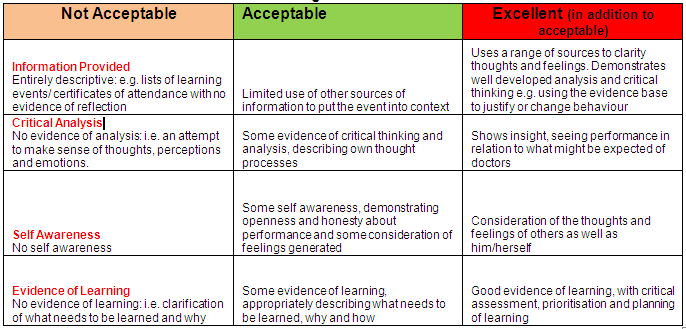 Not Acceptable
Acceptable
Excellent (in addition to
acceptable)
Information Provided
Entirely descriptive: e.g. lists of learning
events/ certificates of attendance with no
evidence of reflection
Limited use of other sources of
information to put the event into context
Uses a range of sources to clarity
thoughts and feelings. Demonstrates
well developed analysis and critical
thinking e.g. using the evidence base
to justify or change behaviour
Critical Analysis
No evidence of analysis: i.e. an attempt
to make sense of thoughts, perceptions
and emotions.
Some evidence of critical thinking and
analysis, describing own thought
processes
Shows insight, seeing performance in
relation to what might be expected of
doctors
Self Awareness
No self awareness
Some self awareness, demonstrating
openness and honesty about
performance and some consideration of
feelings generated
Consideration of the thoughts and
feelings of others as well as
him/herself
Evidence of Learning
No evidence of learning: i.e. clarification
of what needs to be learned and why
Some evidence of learning,
appropriately describing what needs to
be learned, why and how
Good evidence of learning, with critical
assessment, prioritisation and planning
of learning